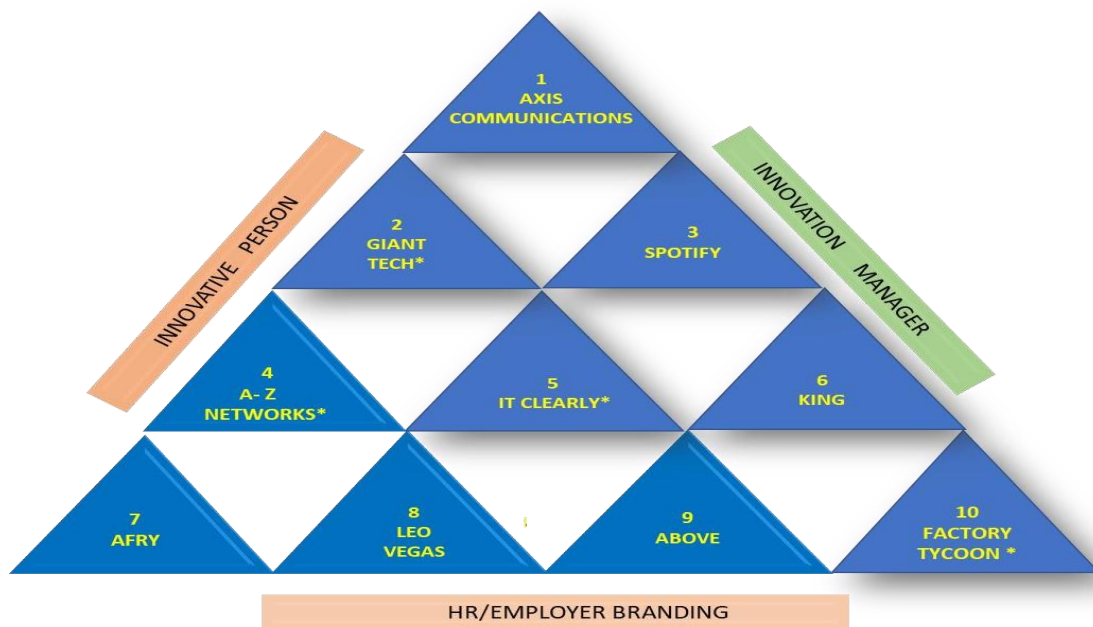 1
AXIS
COMMUNICATIONS
INNOVATIVE PERSON
INNOVATION MANAGER
2
GIANT
TECH*
3
SPOTIFY
4
A- Z
NETWORKS*
5
IT CLEARLY*
6
KING
7
AFRY
8
LEO
VEGAS
9
ABOVE
10
FACTORY
TYCOON *
HR/EMPLOYER BRANDING